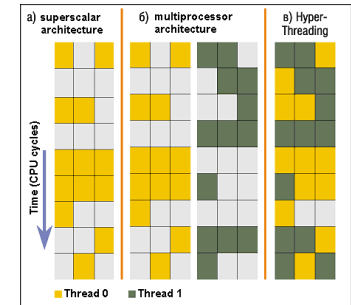 а) superscalar
architecture
б) multiprocessor
architecture
в) Hyper-
Threading
Time (CPU cycles)
Thread 0
Thread 1